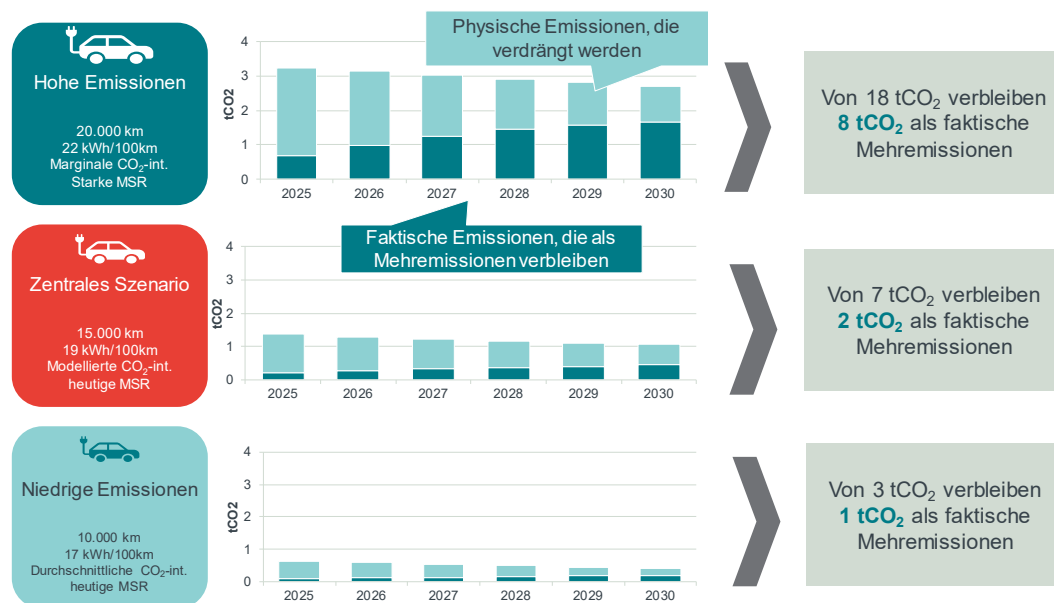 Hohe Emissionen
20.000 km
22 kWh/100km
Marginale CO₂-int.
Starke MSR
tCO2
4
3
2
1
0
2025 2026 2027 2028 2029 2030
Physische Emissionen, die
verdrängt werden
Von 18 tCO₂ verbleiben
8 tCO₂ als faktische
Mehremissionen
Zentrales Szenario
15.000 km
19 kWh/100km
Modellierte CO₂-int.
heutige MSR
Faktische Emissionen, die als
Mehremissionen verbleiben
tCO2
4
3
2
1
0
2025 2026 2027 2028 2029 2030
Von 7 tCO₂ verbleiben
2 tCO₂ als faktische
Mehremissionen
Niedrige Emissionen
10.000 km
17 kWh/100km
Durchschnittliche CO₂-int.
heutige MSR
tCO2
4
3
2
1
0
2025 2026 2027 2028 2029 2030
Von 3 tCO₂ verbleiben
1 tCO₂ als faktische
Mehremissionen